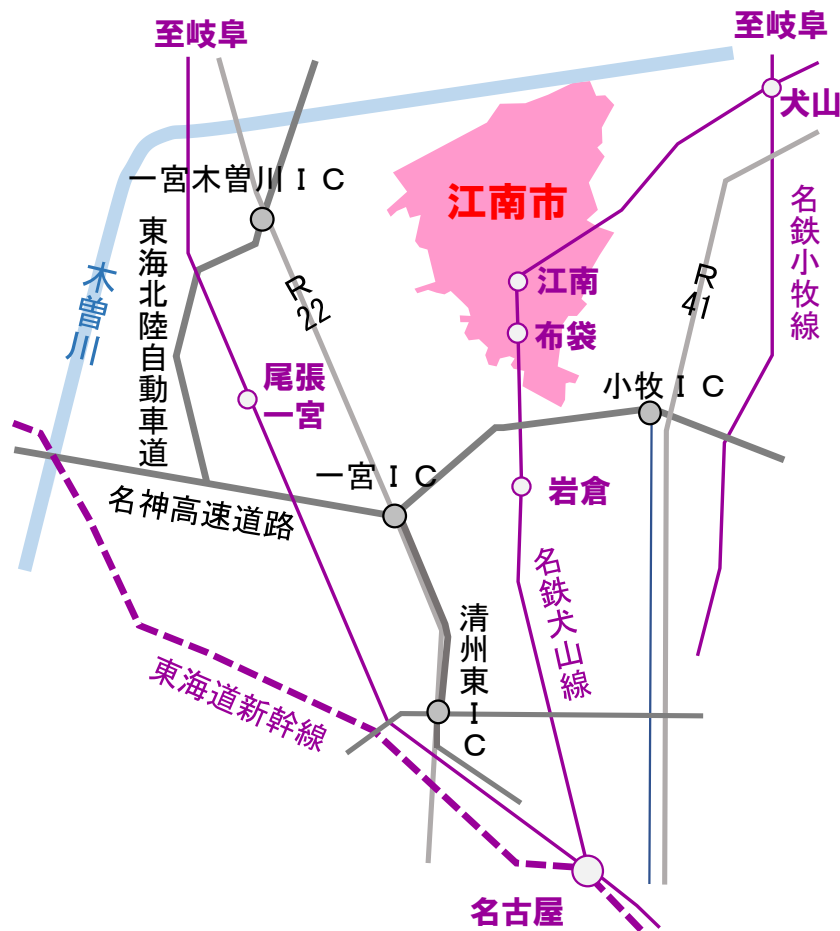 至岐阜
至岐阜
犬山
一宮木曽川ＩＣ
江南市
名鉄小牧線
東海北陸自動車道
木曽川
R
22
R
41
江南
布袋
尾張
一宮
小牧ＩＣ
一宮ＩＣ
岩倉
名神高速道路
名鉄犬山線
清州東ＩＣ
東海道新幹線
名古屋